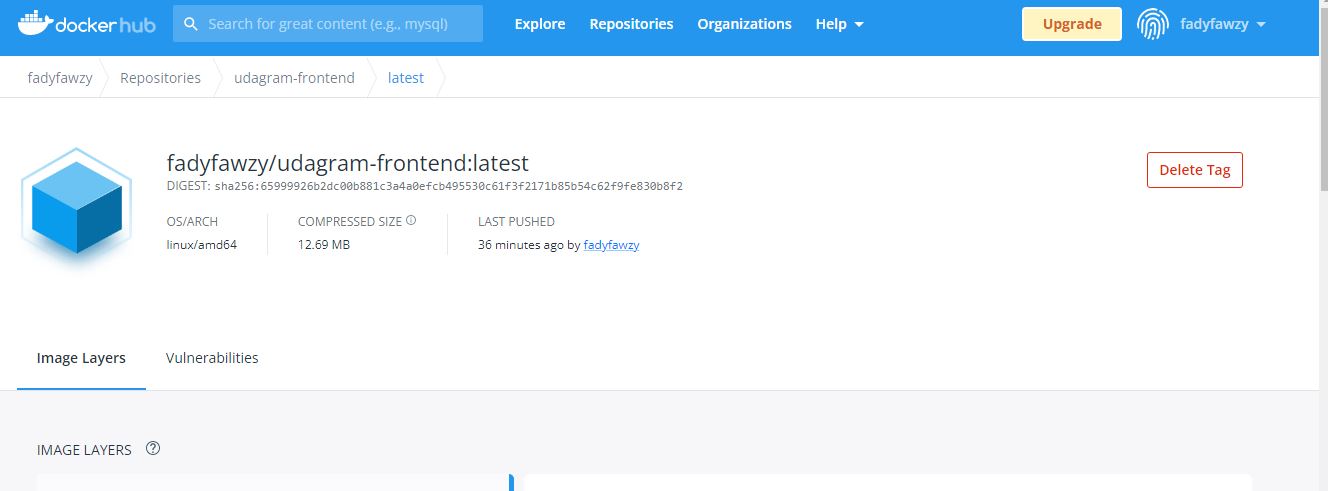 docker hub Search for great content (e.g., mysql) Explore Repositories Organizations Help Upgrade fadyfawzy
fadyfawzy Repositories udagram-frontend latest
fadyfawzy/udagram-frontend:latest
DIGEST: sha256:65999926b2dc00b881c3a4a0efcb495530c61f3f2171b85b54c62f9fe830b8f2
Delete Tag
OS/ARCH COMPRESSED SIZE LAST PUSHED
linux/amd64 12.69 MB 36 minutes ago by fadyfawzy
Image Layers Vulnerabilities
IMAGE LAYERS